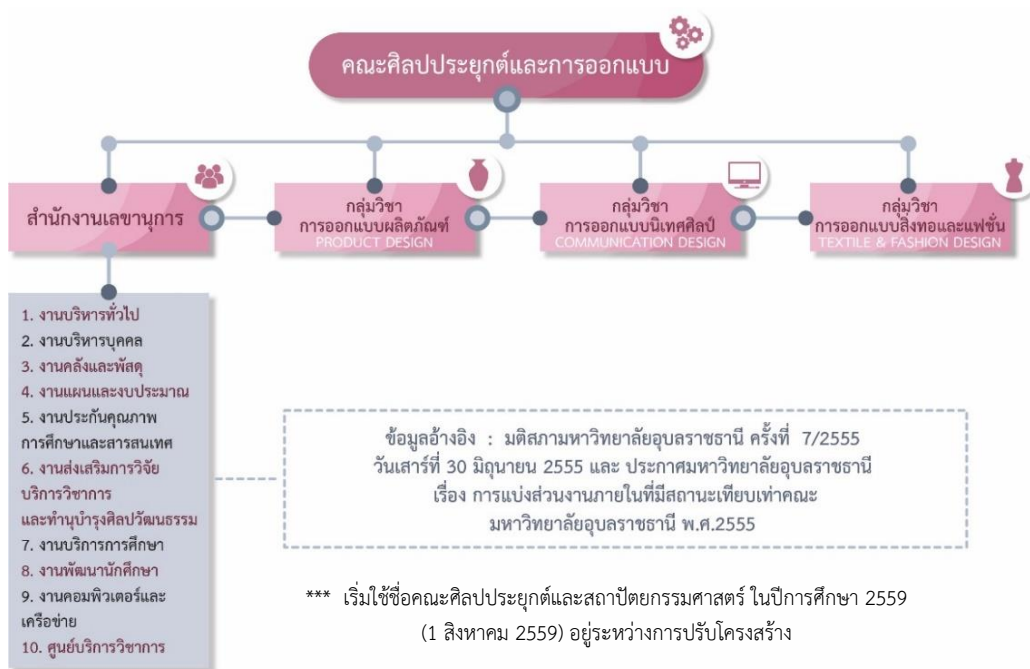 คณะศิลปประยุกต์และการออกแบบ
สำนักงานเลขานุการ
กลุ่มวิชา
การออกแบบผลิตภัณฑ์
PRODUCT DESIGN
กลุ่มวิชา
การออกแบบนิเทศศิลป์
COMMUNICATION DESIGN
กลุ่มวิชา
การออกแบบสิ่งทอและแฟชั่น
TEXTILE & FASHION DESIGN
1. งานบริหารทั่วไป
2. งานบริหารบุคคล
3. งานคลังและพัสดุ
4. งานแผนและงบประมาณ
5. งานประกันคุณภาพ
การศึกษาและสารสนเทศ
6. งานส่งเสริมการวิจัย
บริการวิชาการ
และทำนุบำรุงศิลปวัฒนธรรม
7. งานบริการการศึกษา
8. งานพัฒนานักศึกษา
9. งานคอมพิวเตอร์และ
เครือข่าย
10. ศูนย์บริการวิชาการ
ข้อมูลอ้างอิง : มติสภามหาวิทยาลัยอุบลราชธานี ครั้งที่ 7/2555
วันเสาร์ที่ 30 มิถุนายน 2555 และ ประกาศมหาวิทยาลัยอุบลราชธานี
เรื่อง การแบ่งส่วนงานภายในที่มีสถานะเทียบเท่าคณะ
มหาวิทยาลัยอุบลราชธานี พ.ศ.2555
*** เริ่มใช้ชื่อคณะศิลปประยุกต์และสถาปัตยกรรมศาสตร์ ในปีการศึกษา 2559
(1 สิงหาคม 2559) อยู่ระหว่างการปรับโครงสร้าง